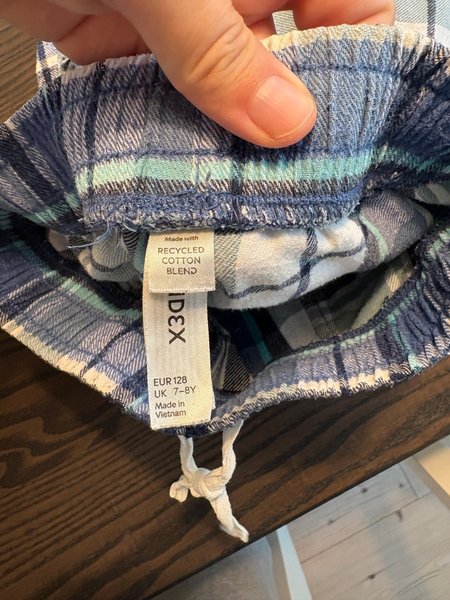 Made with
RECYCLED
COTTON
BLEND
EUR 128
UK 7-8Y
Made in
Vietnam